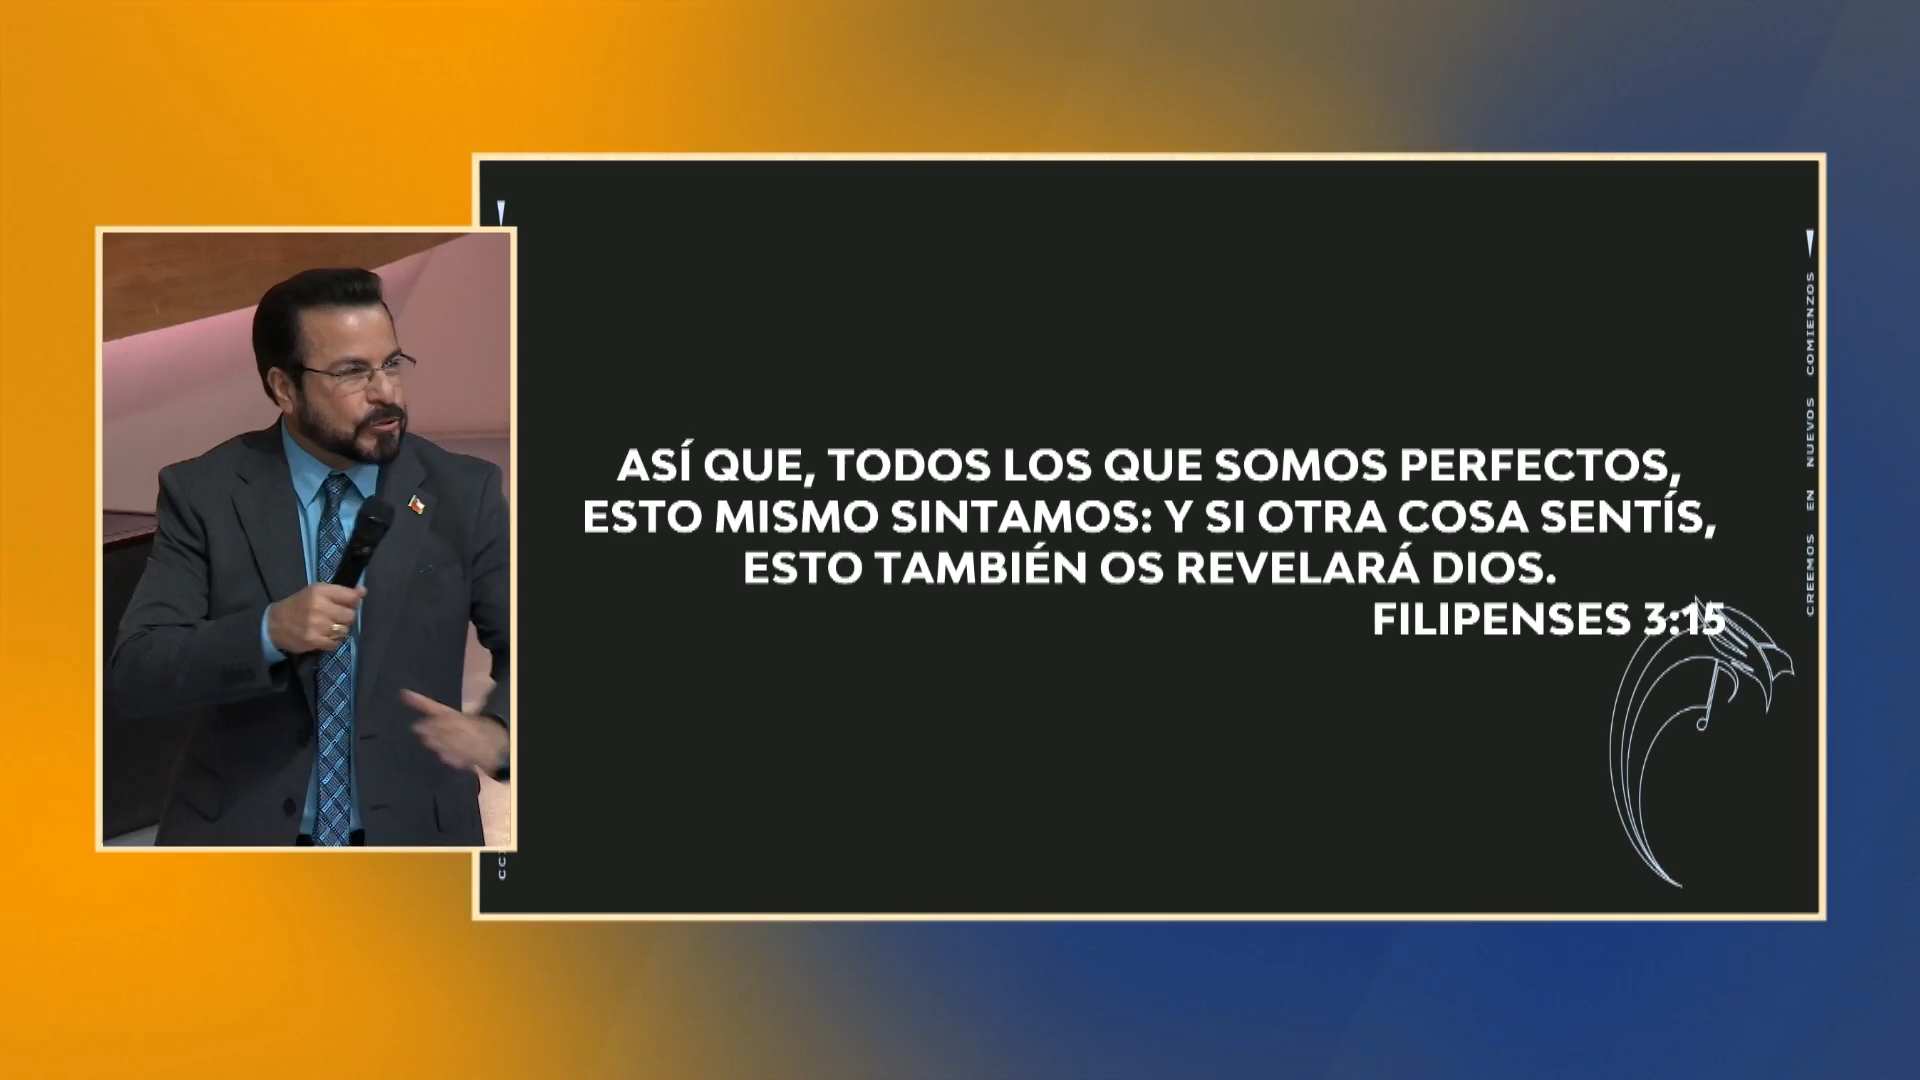 ASÍ QUE, TODOS LOS QUE SOMOS PERFECTOS,
ESTO MISMO SINTAMOS: Y SI OTRA COSA SENTÍS,
ESTO TAMBIÉN OS REVELARÁ DIOS.
FILIPENSES 3:15
CREEMOS EN NUEVOS COMIENZOS